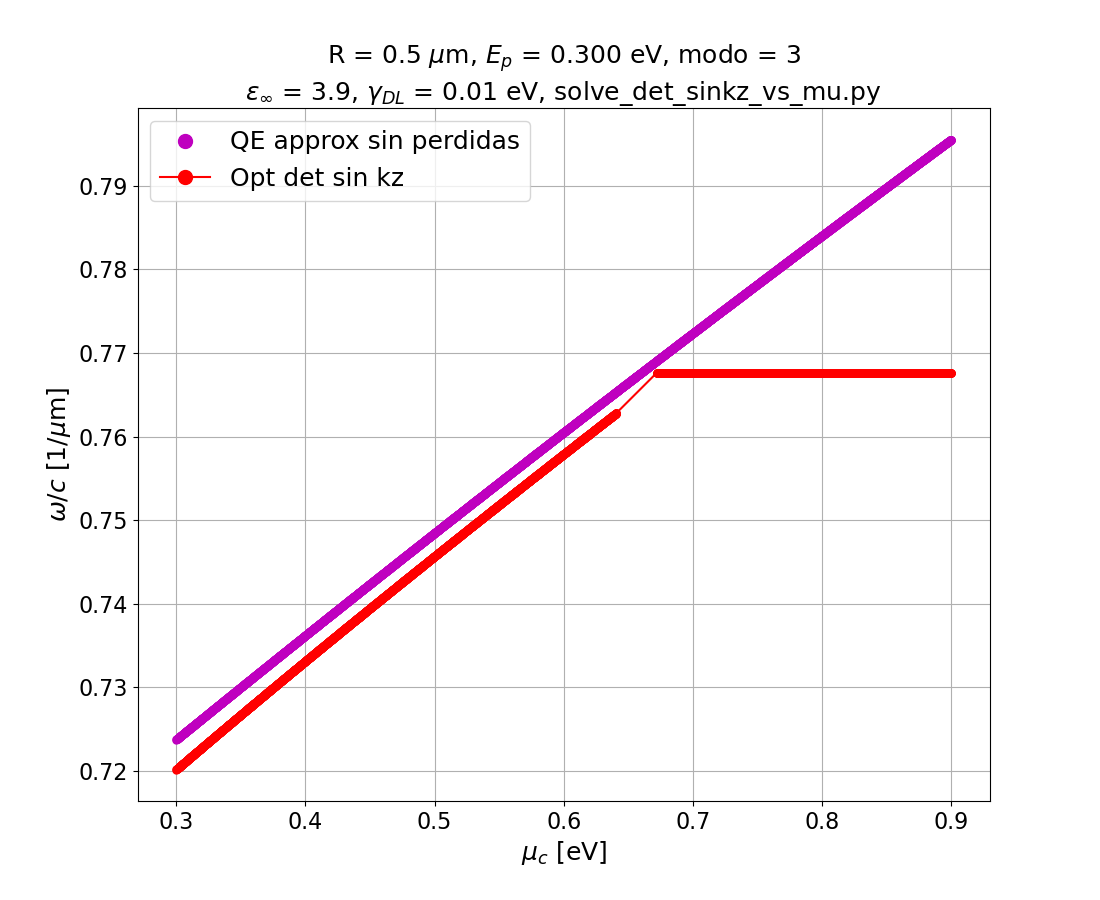 R = 0.5 μm, E_p = 0.300 eV, modo = 3
ε_∞ = 3.9, γ_DL = 0.01 eV, solve_det_sinkz_vs_mu.py
QE approx sin perdidas
Opt det sin kz
0.79
0.78
0.77
0.76
0.75
0.74
0.73
0.72
ω/c [1/μm]
0.3 0.4 0.5 0.6 0.7 0.8 0.9
μ_c [eV]